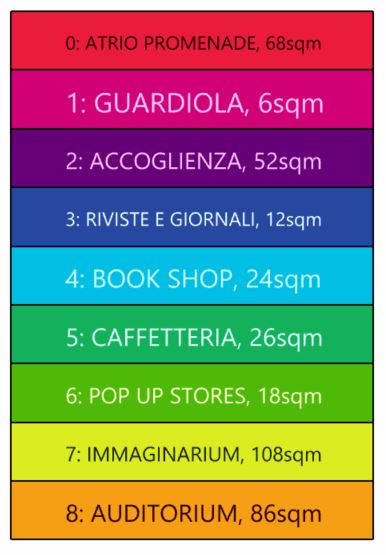 0: ATRIO PROMENADE, 68sqm
1: GUARDIOLA, 6sqm
2: ACCOGLIENZA, 52sqm
3: RIVISTE E GIORNALI, 12sqm
4: BOOK SHOP, 24sqm
5: CAFFETTERIA, 26sqm
6: POP UP STORES, 18sqm
7: IMMAGINARIUM, 108sqm
8: AUDITORIUM, 86sqm